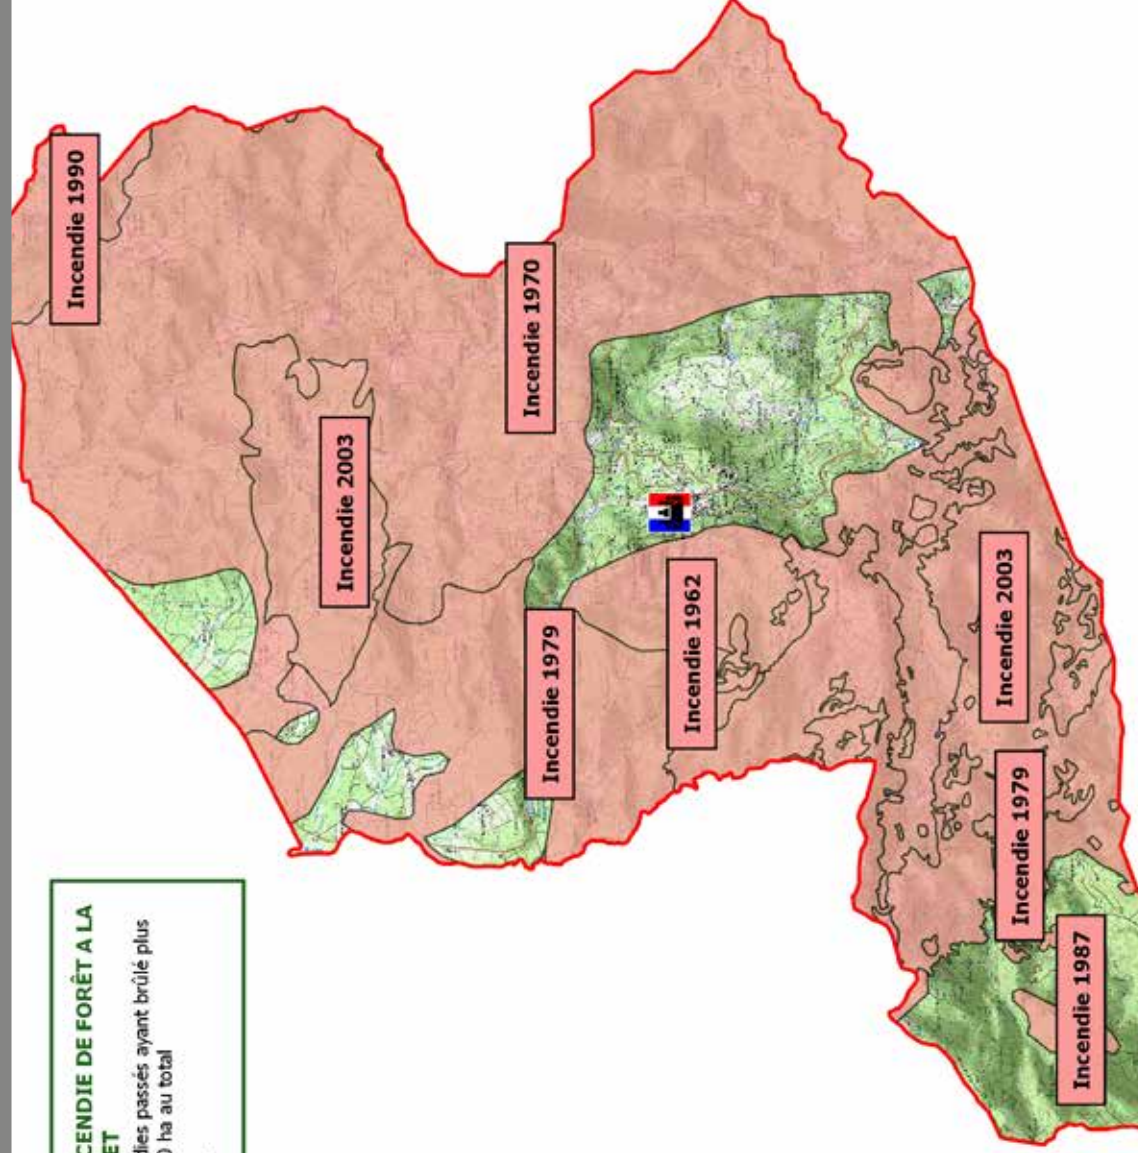 CENDIE DE FORÊT A LA
ET
dies passés ayant brûlé plus
0 ha au total
Incendie 1990
Incendie 2003
Incendie 1970
Incendie 1979
Incendie 1962
Incendie 2003
Incendie 1979
Incendie 1987